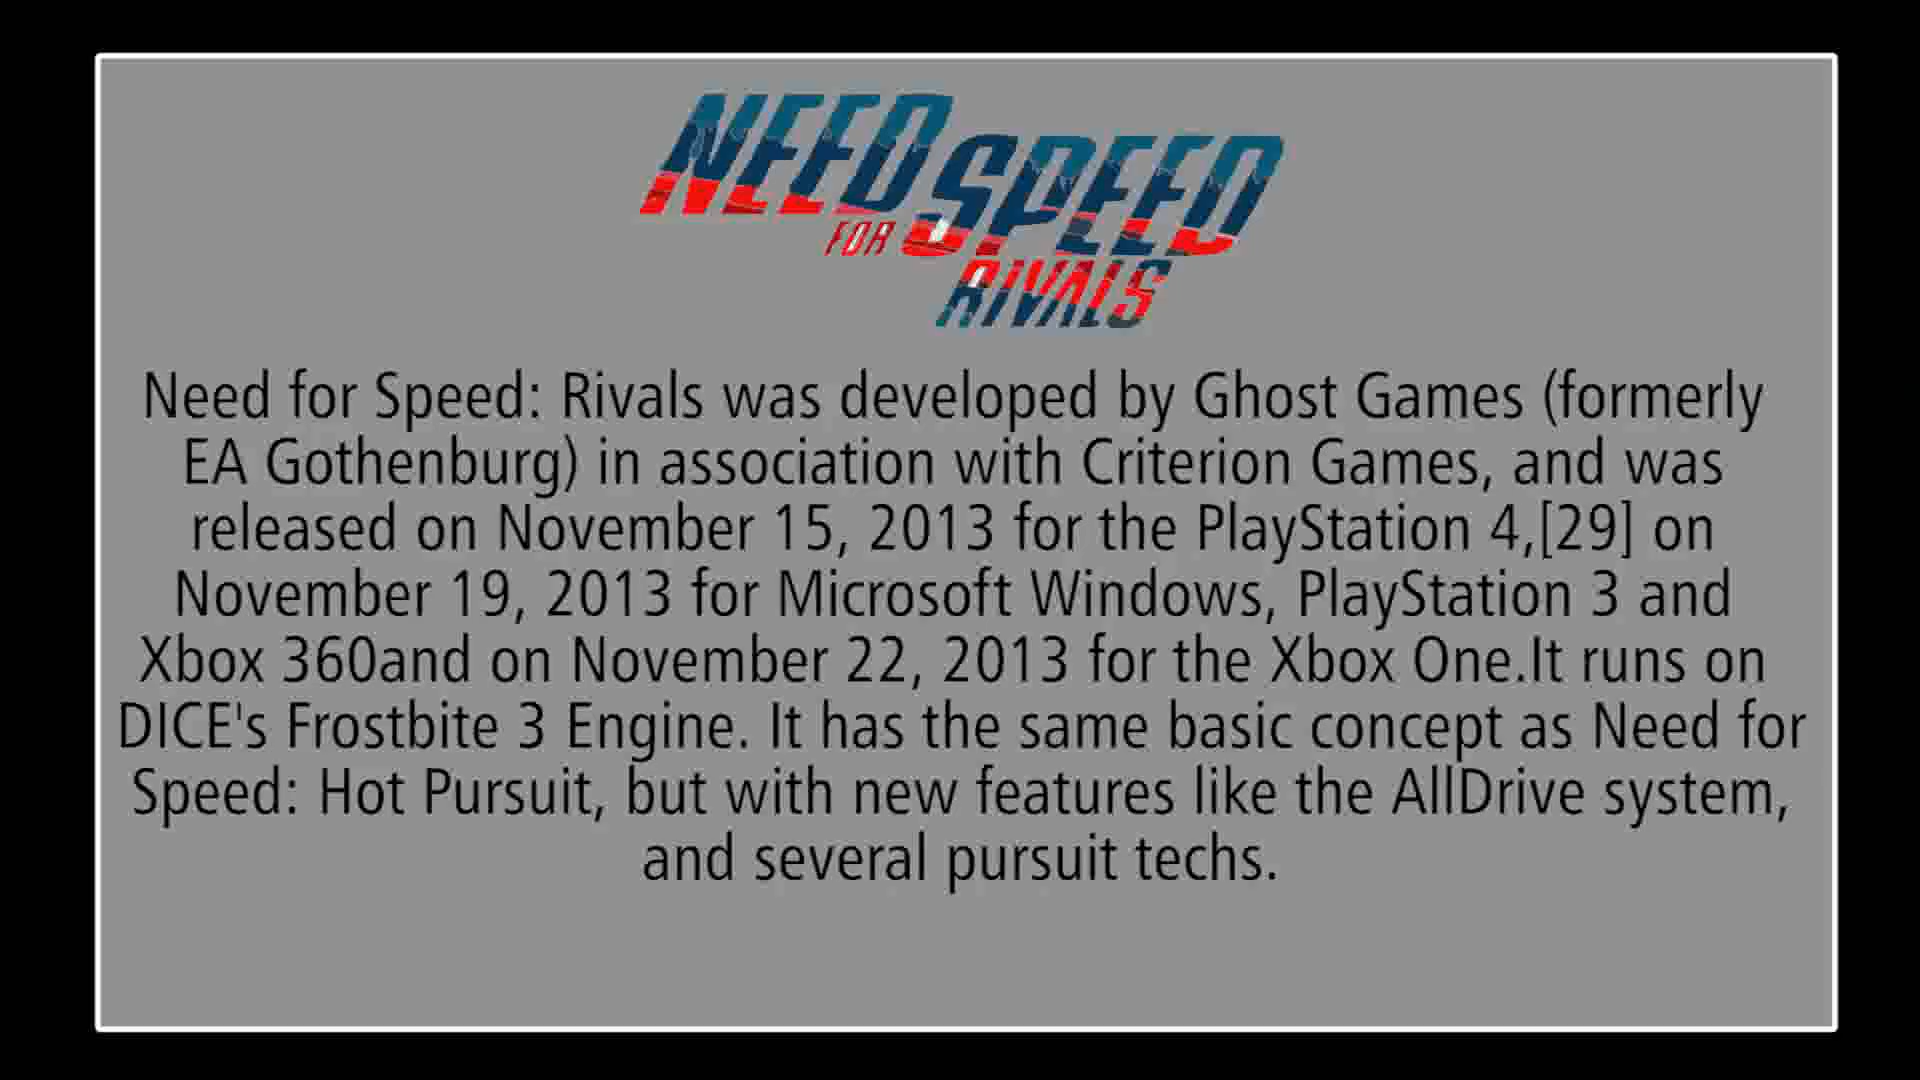 NEED
FOR SPEED
RIVALS
Need for Speed: Rivals was developed by Ghost Games (formerly
EA Gothenburg) in association with Criterion Games, and was
released on November 15, 2013 for the PlayStation 4,[29] on
November 19, 2013 for Microsoft Windows, PlayStation 3 and
Xbox 360and on November 22, 2013 for the Xbox One.It runs on
DICE's Frostbite 3 Engine. It has the same basic concept as Need for
Speed: Hot Pursuit, but with new features like the AllDrive system,
and several pursuit techs.